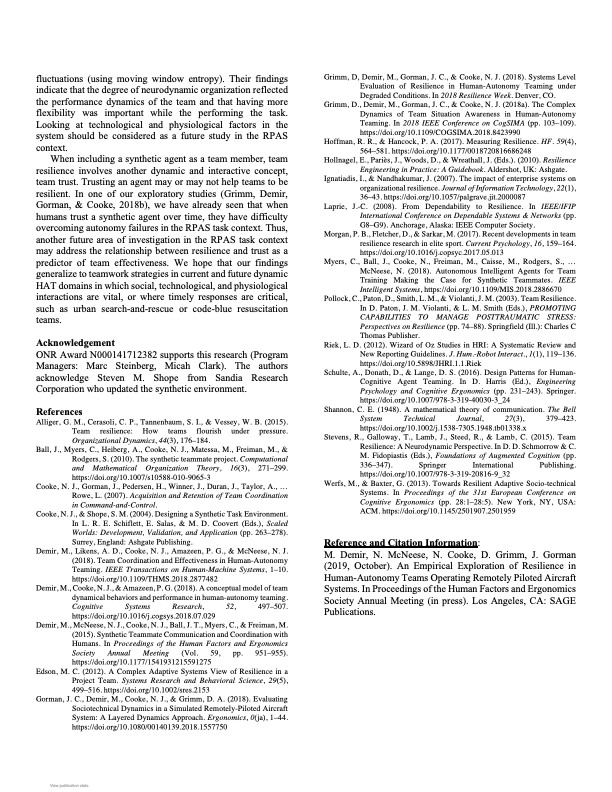 fluctuations (using moving window entropy). Their findings
indicate that the degree of neurodynamic organization reflected
the performance dynamics of the team and that having more
flexibility was important while the performing the task.
Looking at technological and physiological factors in the
system should be considered as a future study in the RPAS
context.
When including a synthetic agent as a team member, team
resilience involves another dynamic and interactive concept,
team trust. Trusting an agent may or may not help teams to be
resilient. In one of our exploratory studies (Grimm, Demir,
Gorman, & Cooke, 2018b), we have already seen that when
humans trust a synthetic agent over time, they have difficulty
overcoming autonomy failures in the RPAS task context. Thus,
another future area of investigation in the RPAS task context
may address the relationship between resilience and trust as a
predictor of team effectiveness. We hope that our findings
generalize to teamwork strategies in current and future dynamic
HAT domains in which social, technological, and physiological
interactions are vital, or where timely responses are critical,
such as urban search-and-rescue or code-blue resuscitation
teams.
Acknowledgement
ONR Award N000141712382 supports this research (Program
Managers: Marc Steinberg, Micah Clark). The authors
acknowledge Steven M. Shope from Sandia Research
Corporation who updated the synthetic environment.
References
Alliger, G. M., Cerasoli, C. P., Tannenbaum, S. I., & Vessey, W. B. (2015).
Team resilience: How teams flourish under pressure.
Organizational Dynamics, 44(3), 176–184.
Ball, J., Myers, C., Heiberg, A., Cooke, N. J., Matessa, M., Freiman, M., &
Rodgers, S. (2010). The synthetic teammate project. Computational
and Mathematical Organization Theory, 16(3), 271–299.
https://doi.org/10.1007/s10588-010-9065-3
Cooke, N. J., Gorman, J., Pedersen, H., Winner, J., Duran, J., Taylor, A., …
Rowe, L. (2007). Acquisition and Retention of Team Coordination
in Command-and-Control.
Cooke, N. J., & Shope, S. M. (2004). Designing a Synthetic Task Environment.
In L. R. E. Schiflett, E. Salas, & M. D. Coovert (Eds.), Scaled
Worlds: Development, Validation, and Application (pp. 263–278).
Surrey, England: Ashgate Publishing.
Demir, M., Likens, A. D., Cooke, N. J., Amazeen, P. G., & McNeese, N. J.
(2018). Team Coordination and Effectiveness in Human-Autonomy
Teaming. IEEE Transactions on Human-Machine Systems, 1–10.
https://doi.org/10.1109/THMS.2018.2877482
Demir, M., Cooke, N. J., & Amazeen, P. G. (2018). A conceptual model of team
dynamical behaviors and performance in human-autonomy teaming.
Cognitive Systems Research, 52, 497–507.
https://doi.org/10.1016/j.cogsys.2018.07.029
Demir, M., McNeese, N. J., Cooke, N. J., Ball, J. T., Myers, C., & Freiman, M.
(2015). Synthetic Teammate Communication and Coordination with
Humans. In Proceedings of the Human Factors and Ergonomics
Society Annual Meeting (Vol. 59, pp. 951–955).
https://doi.org/10.1177/1541931215591275
Edson, M. C. (2012). A Complex Adaptive Systems View of Resilience in a
Project Team. Systems Research and Behavioral Science, 29(5),
499–516. https://doi.org/10.1002/sres.2153
Gorman, J. C., Demir, M., Cooke, N. J., & Grimm, D. A. (2018). Evaluating
Sociotechnical Dynamics in a Simulated Remotely-Piloted Aircraft
System: A Layered Dynamics Approach. Ergonomics, 0(ja), 1–44.
https://doi.org/10.1080/00140139.2018.1557750
Grimm, D, Demir, M., Gorman, J. C., & Cooke, N. J. (2018). Systems Level
Evaluation of Resilience in Human-Autonomy Teaming under
Degraded Conditions. In 2018 Resilience Week. Denver, CO.
Grimm, D., Demir, M., Gorman, J. C., & Cooke, N. J. (2018a). The Complex
Dynamics of Team Situation Awareness in Human-Autonomy
Teaming. In 2018 IEEE Conference on CogSIMA (pp. 103–109).
https://doi.org/10.1109/COGSIMA.2018.8423990
Hoffman, R. R., & Hancock, P. A. (2017). Measuring Resilience. HF, 59(4),
564–581. https://doi.org/10.1177/0018720816686248
Hollnagel, E., Pariès, J., Woods, D., & Wreathall, J. (Eds.). (2010). Resilience
Engineering in Practice: A Guidebook. Aldershot, UK: Ashgate.
Ignatiadis, I., & Nandhakumar, J. (2007). The impact of enterprise systems on
organizational resilience. Journal of Information Technology, 22(1),
36–43. https://doi.org/10.1057/palgrave.jit.2000087
Laprie, J.-C. (2008). From Dependability to Resilience. In IEEE/IFIP
International Conference on Dependable Systems & Networks (pp.
G8–G9). Anchorage, Alaska: IEEE Computer Society.
Morgan, P. B., Fletcher, D., & Sarkar, M. (2017). Recent developments in team
resilience research in elite sport. Current Psychology, 16, 159–164.
https://doi.org/10.1016/j.copsyc.2017.05.013
Myers, C., Ball, J., Cooke, N., Freiman, M., Caisse, M., Rodgers, S., …
McNeese, N. (2018). Autonomous Intelligent Agents for Team
Training Making the Case for Synthetic Teammates. IEEE
Intelligent Systems, https://doi.org/10.1109/MIS.2018.2886670
Pollock, C., Paton, D., Smith, L. M., & Violanti, J. M. (2003). Team Resilience.
In D. Paton, J. M. Violanti, & L. M. Smith (Eds.), PROMOTING
CAPABILITIES TO MANAGE POSTTRAUMATIC STRESS:
Perspectives on Resilience (pp. 74–88). Springfield (Ill.): Charles C
Thomas Publisher.
Riek, L. D. (2012). Wizard of Oz Studies in HRI: A Systematic Review and
New Reporting Guidelines. J. Hum.-Robot Interact., 1(1), 119–136.
https://doi.org/10.5898/JHRI.1.1.Riek
Schulte, A., Donath, D., & Lange, D. S. (2016). Design Patterns for Human-
Cognitive Agent Teaming. In D. Harris (Ed.), Engineering
Psychology and Cognitive Ergonomics (pp. 231–243). Springer.
https://doi.org/10.1007/978-3-319-40030-3_24
Shannon, C. E. (1948). A mathematical theory of communication. The Bell
System Technical Journal, 27(3), 379–423.
https://doi.org/10.1002/j.1538-7305.1948.tb01338.x
Stevens, R., Galloway, T., Lamb, J., Steed, R., & Lamb, C. (2015). Team
Resilience: A Neurodynamic Perspective. In D. D. Schmorrow & C.
M. Fidopiastis (Eds.), Foundations of Augmented Cognition (pp.
336–347). Springer International Publishing.
https://doi.org/10.1007/978-3-319-20816-9_32
Werfs, M., & Baxter, G. (2013). Towards Resilient Adaptive Socio-technical
Systems. In Proceedings of the 31st European Conference on
Cognitive Ergonomics (pp. 28:1–28:5). New York, NY, USA:
ACM. https://doi.org/10.1145/2501907.2501959
Reference and Citation Information:
M. Demir, N. McNeese, N. Cooke, D. Grimm, J. Gorman
(2019, October). An Empirical Exploration of Resilience in
Human-Autonomy Teams Operating Remotely Piloted Aircraft
Systems. In Proceedings of the Human Factors and Ergonomics
Society Annual Meeting (in press). Los Angeles, CA: SAGE
Publications.
View publication stats